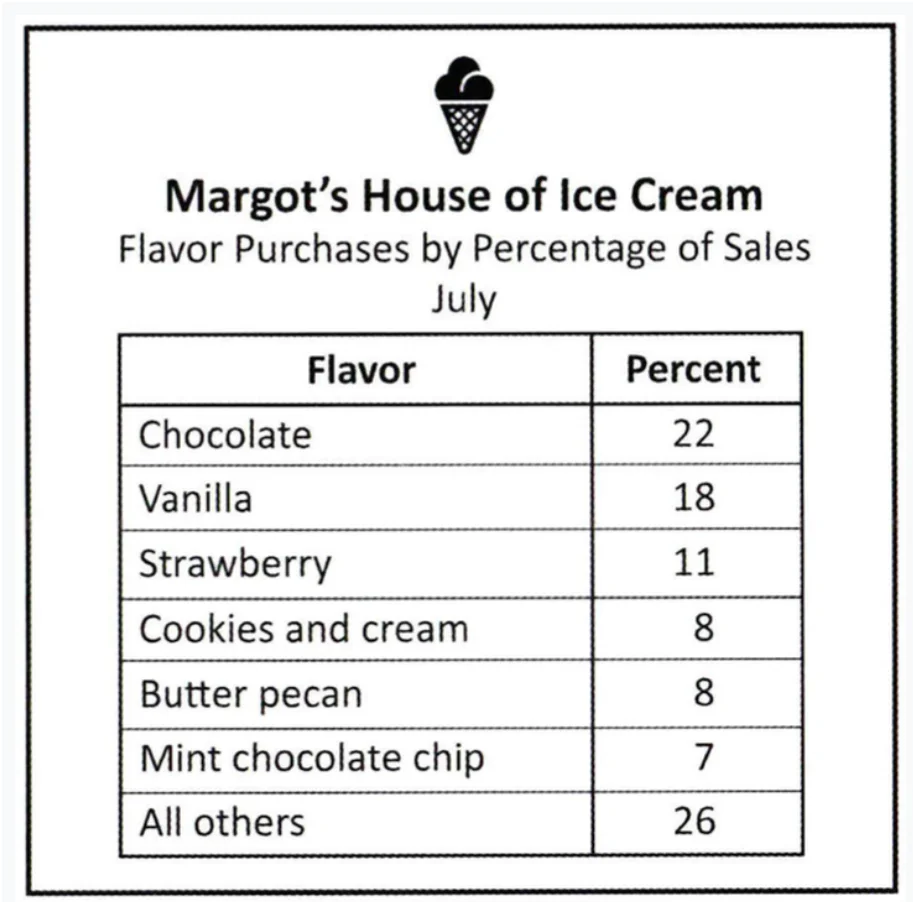 Margot's House of Ice Cream
Flavor Purchases by Percentage of Sales
July
Flavor Percent
Chocolate 22
Vanilla 18
Strawberry 11
Cookies and cream 8
Butter pecan 8
Mint chocolate chip 7
All others 26